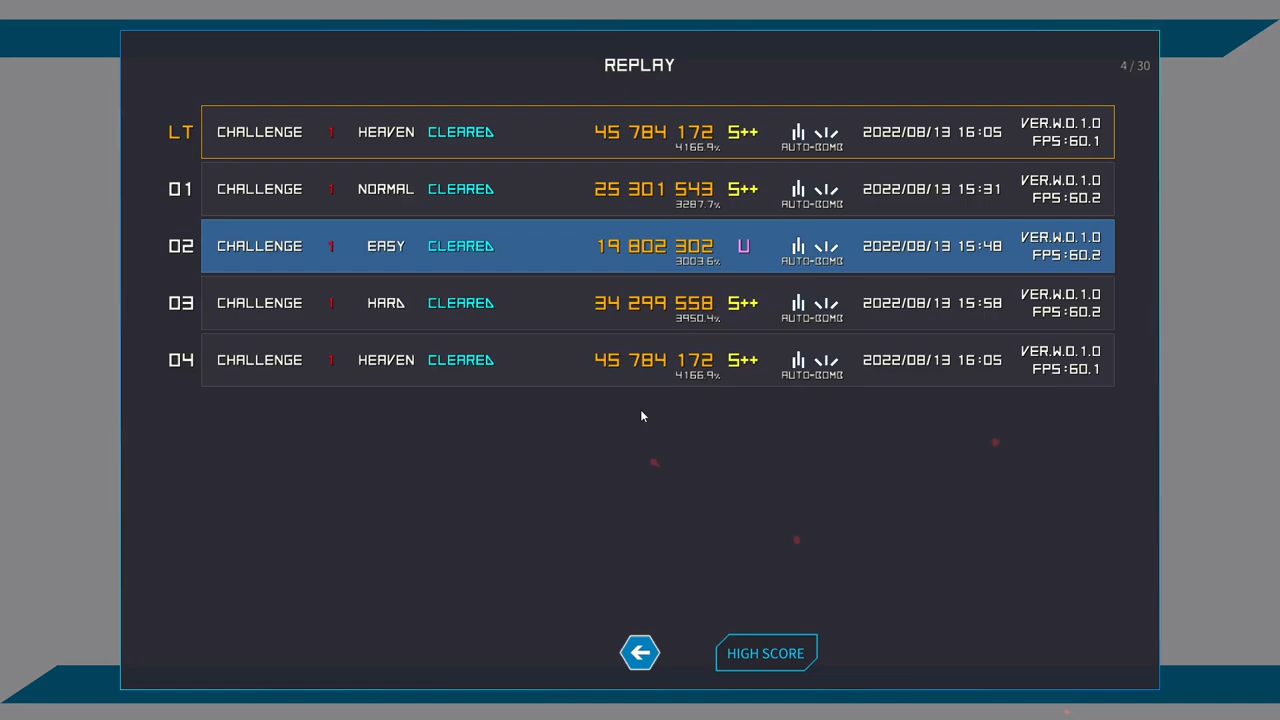 REPLAY
4 / 30
LT CHALLENGE 1 HEAVEN CLEARED 45 784 172 S++ 2022/08/13 16:05 VER.W.0.1.0
4166.9% AUTO-BOMB FPS:60.1
01 CHALLENGE 1 NORMAL CLEARED 25 301 543 S++ 2022/08/13 15:31 VER.W.0.1.0
3287.7% AUTO-BOMB FPS:60.2
02 CHALLENGE 1 EASY CLEARED 19 802 302 U 2022/08/13 15:48 VER.W.0.1.0
3003.6% AUTO-BOMB FPS:60.2
03 CHALLENGE 1 HARD CLEARED 34 299 558 S++ 2022/08/13 15:58 VER.W.0.1.0
3950.4% AUTO-BOMB FPS:60.2
04 CHALLENGE 1 HEAVEN CLEARED 45 784 172 S++ 2022/08/13 16:05 VER.W.0.1.0
4166.9% AUTO-BOMB FPS:60.1
HIGH SCORE